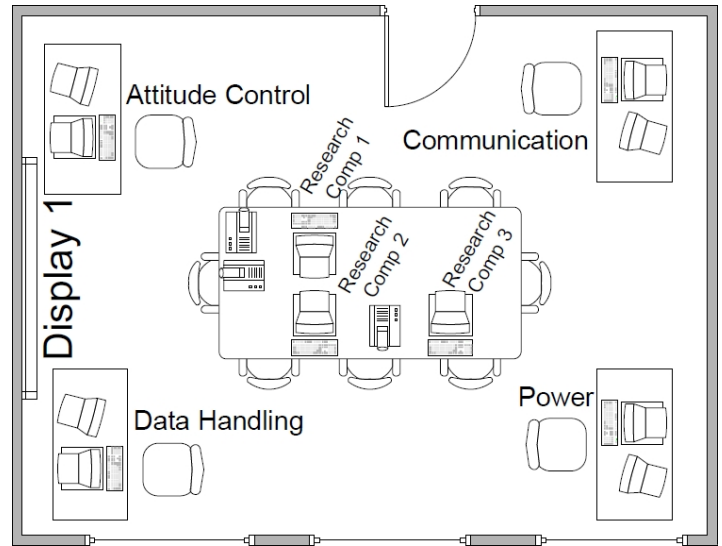 Attitude Control
Communication
Research
Comp 1
Research
Comp 2
Research
Comp 3
Display 1
Data Handling
Power